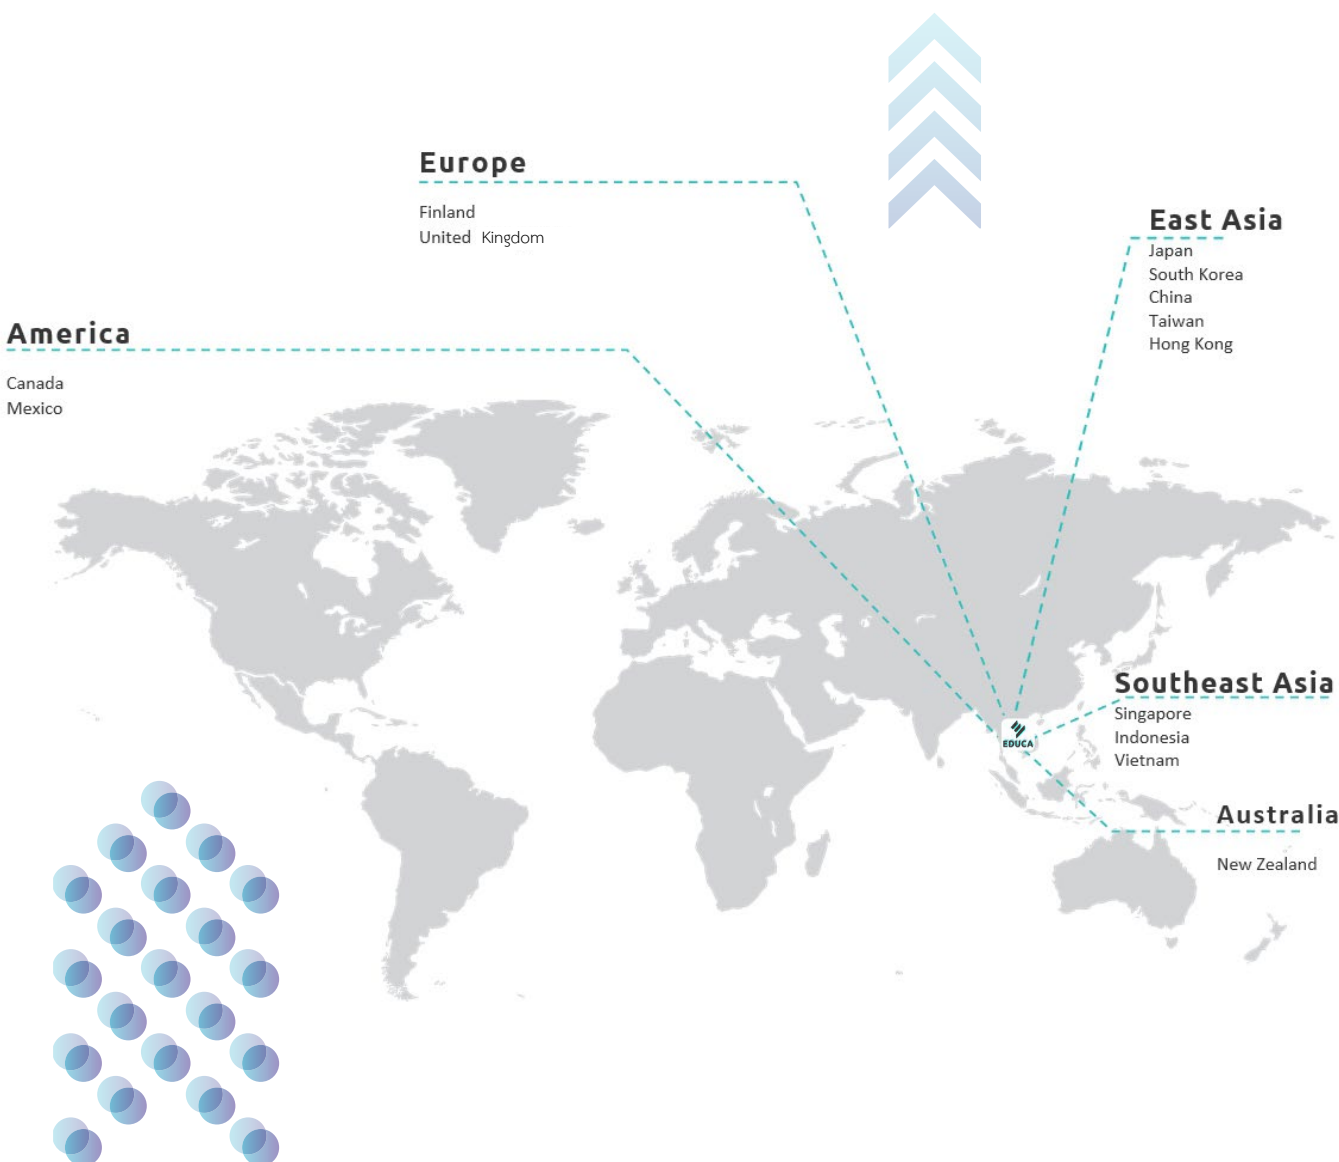 Europe
Finland
United Kingdom
East Asia
Japan
South Korea
China
Taiwan
Hong Kong
America
Canada
Mexico
Southeast Asia
Singapore
Indonesia
Vietnam
EDUCA
Australia
New Zealand